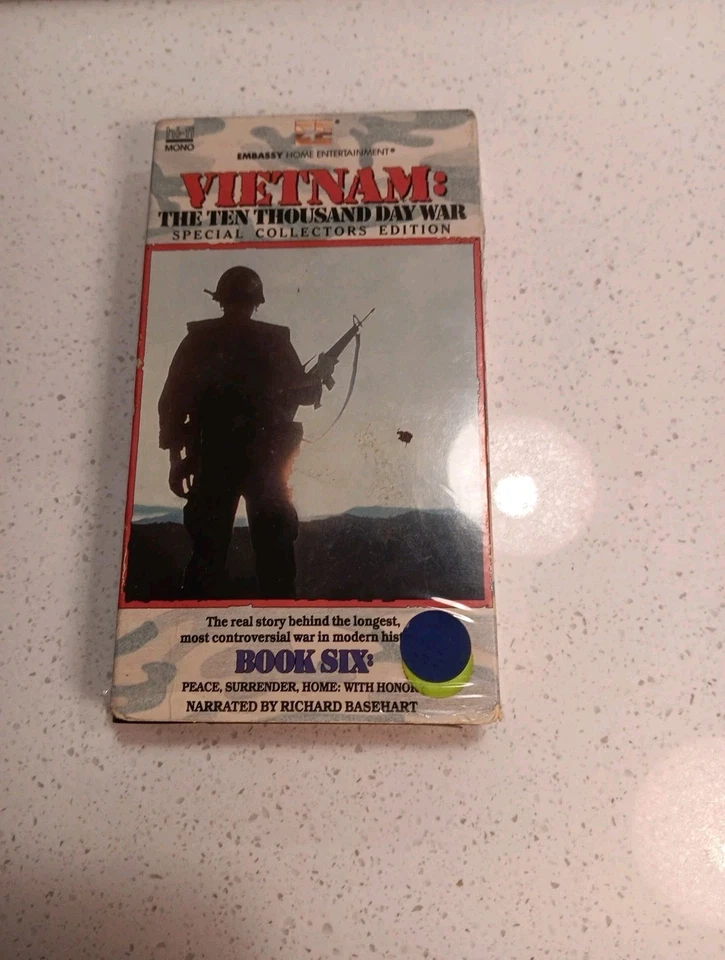 hi-fi
MONO
EMBASSY HOME ENTERTAINMENT®
VIETNAM:
THE TEN THOUSAND DAY WAR
SPECIAL COLLECTORS EDITION
The real story behind the longest,
most controversial war in modern
BOOK SIX:
PEACE, SURRENDER, HOME: WITH HONOR
NARRATED BY RICHARD BASEHART